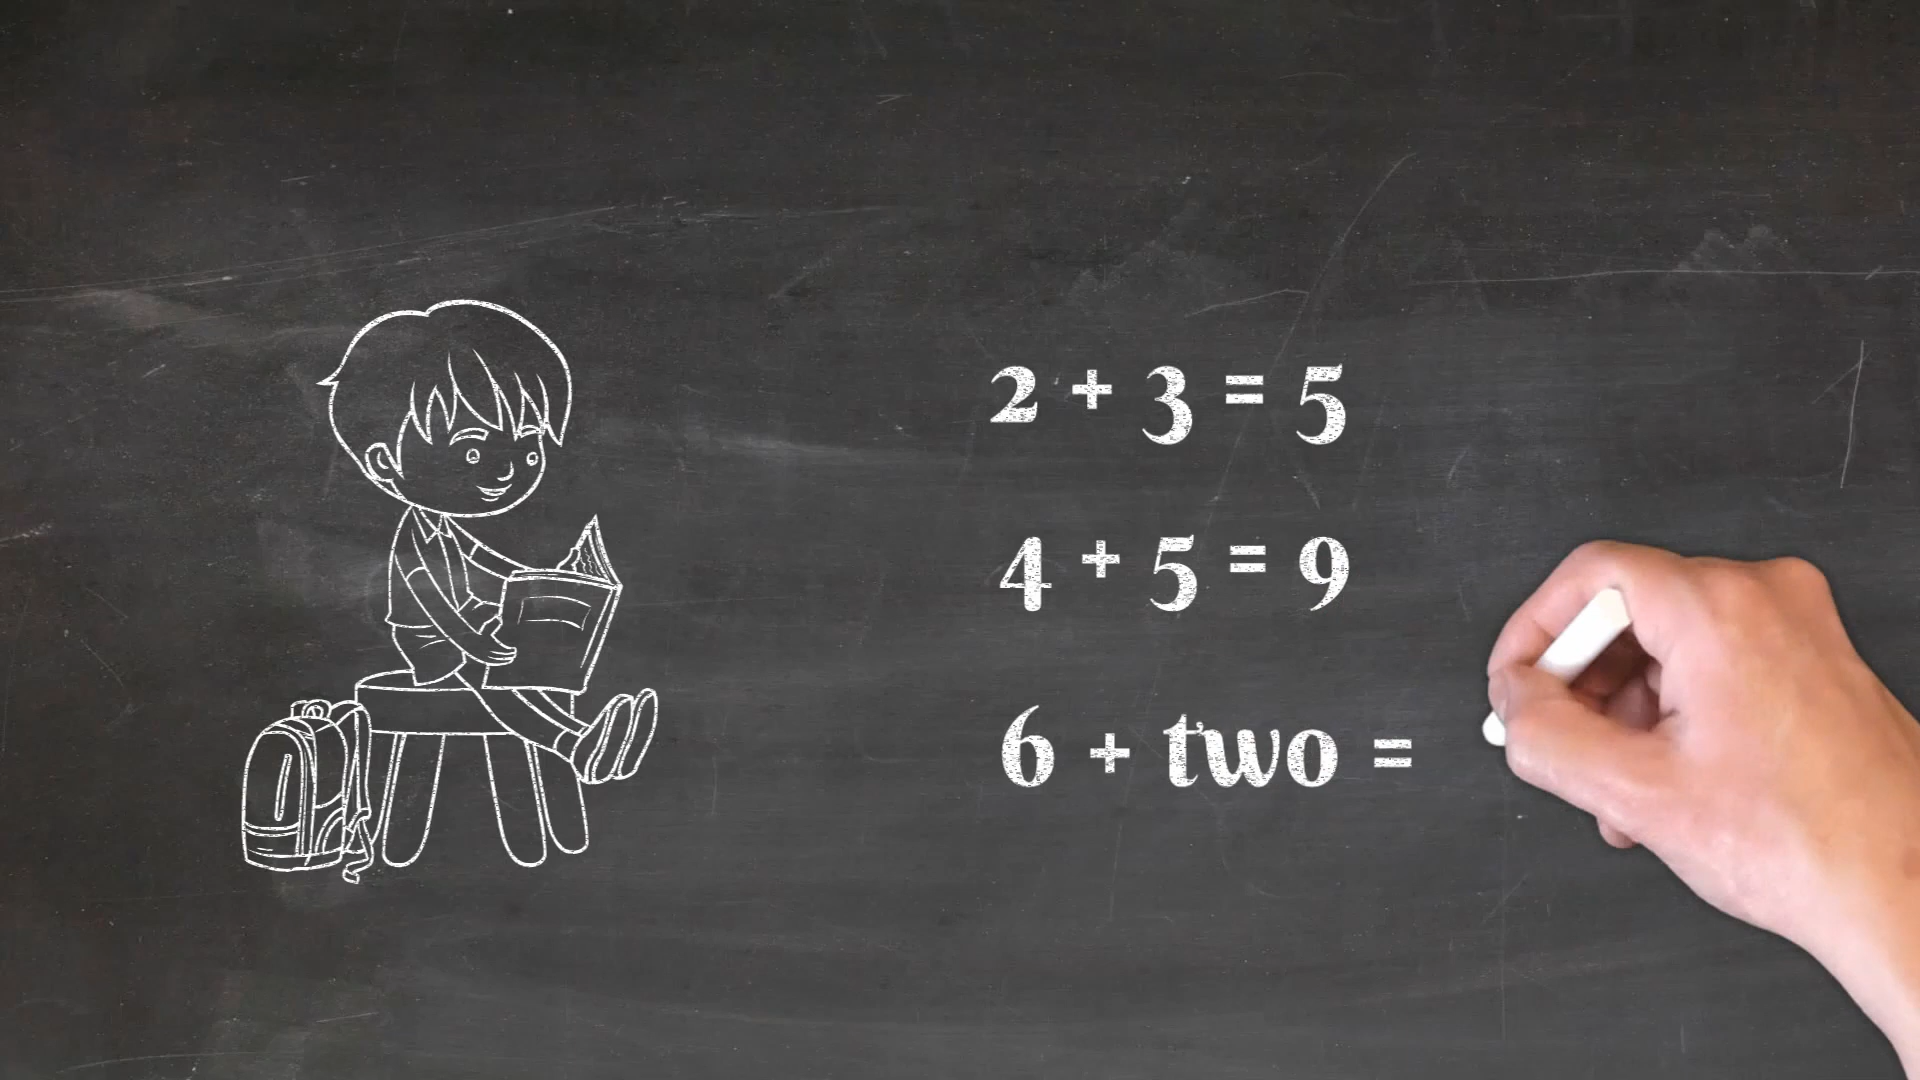 2 + 3 = 5
4 + 5 = 9
6 + two =